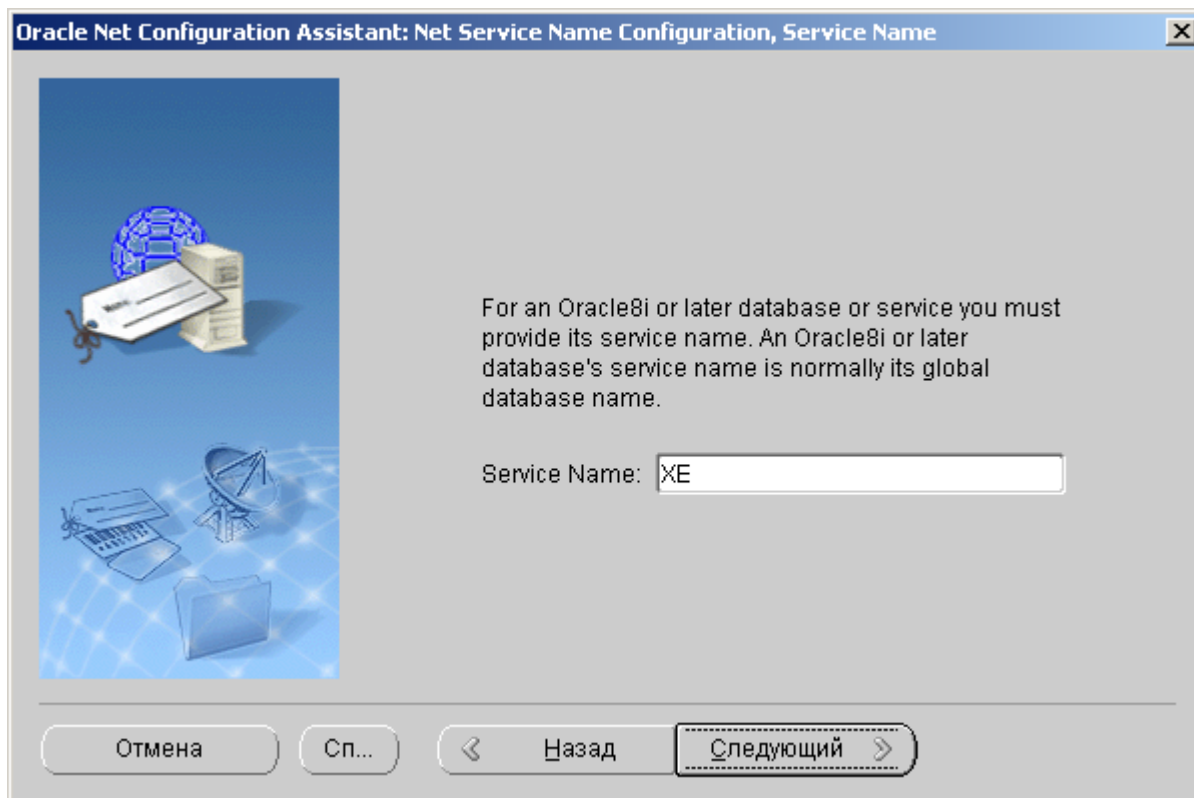 Oracle Net Configuration Assistant: Net Service Name Configuration, Service Name
For an Oracle8i or later database or service you must
provide its service name. An Oracle8i or later
database's service name is normally its global
database name.
Service Name: XE
Отмена Сп... Назад Следующий